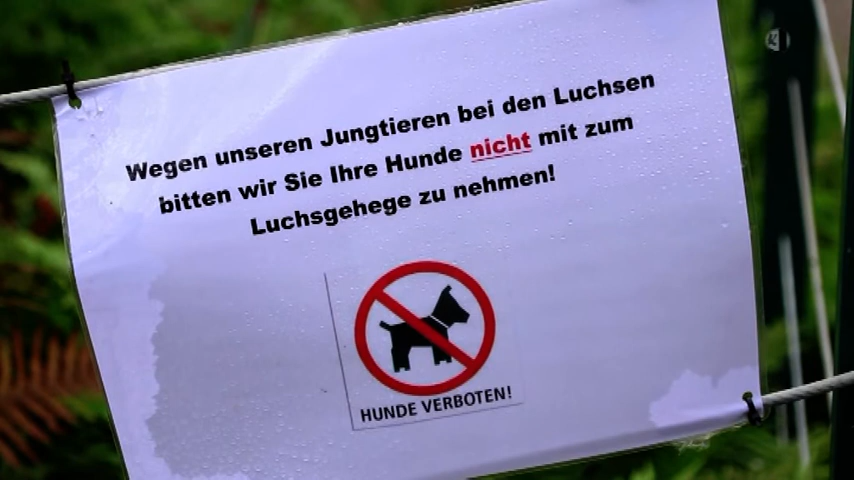 Wegen unseren Jungtieren bei den Luchsen
bitten wir Sie Ihre Hunde nicht mit zum
Luchsgehege zu nehmen!
HUNDE VERBOTEN!